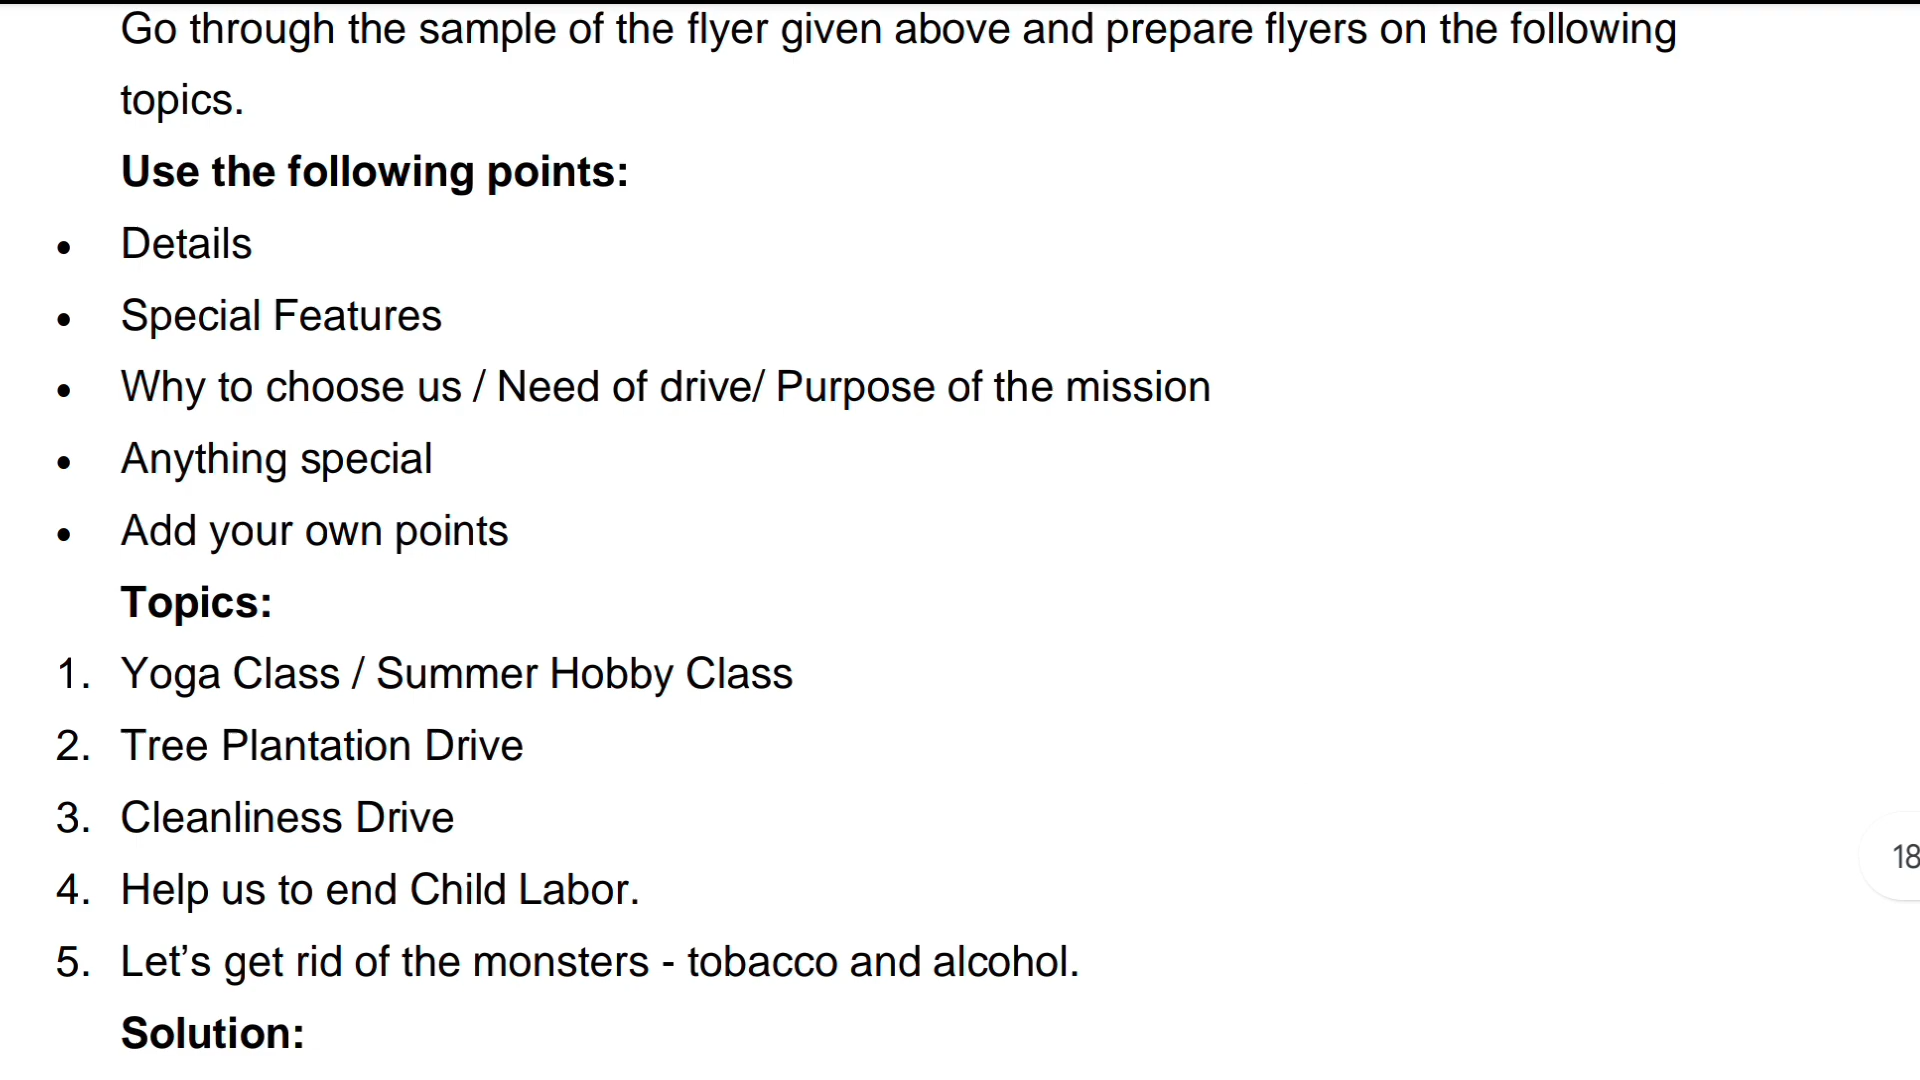 Go through the sample of the flyer given above and prepare flyers on the following
topics.
Use the following points:
• Details
• Special Features
• Why to choose us / Need of drive/ Purpose of the mission
• Anything special
• Add your own points
Topics:
1. Yoga Class / Summer Hobby Class
2. Tree Plantation Drive
3. Cleanliness Drive
18
4. Help us to end Child Labor.
5. Let’s get rid of the monsters - tobacco and alcohol.
Solution: